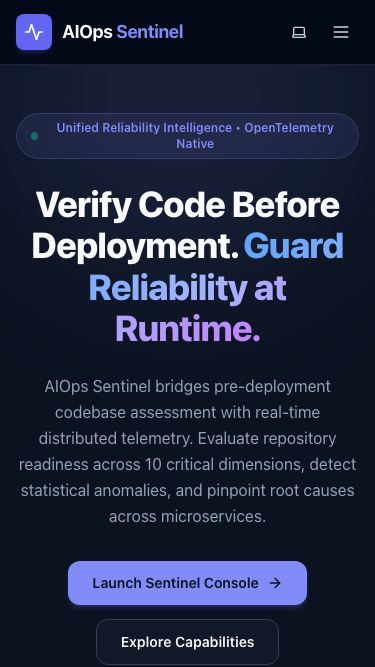 AIOps Sentinel
Unified Reliability Intelligence • OpenTelemetry
Native
Verify Code Before
Deployment. Guard
Reliability at
Runtime.
AIOps Sentinel bridges pre-deployment
codebase assessment with real-time
distributed telemetry. Evaluate repository
readiness across 10 critical dimensions, detect
statistical anomalies, and pinpoint root causes
across microservices.
Launch Sentinel Console →
Explore Capabilities